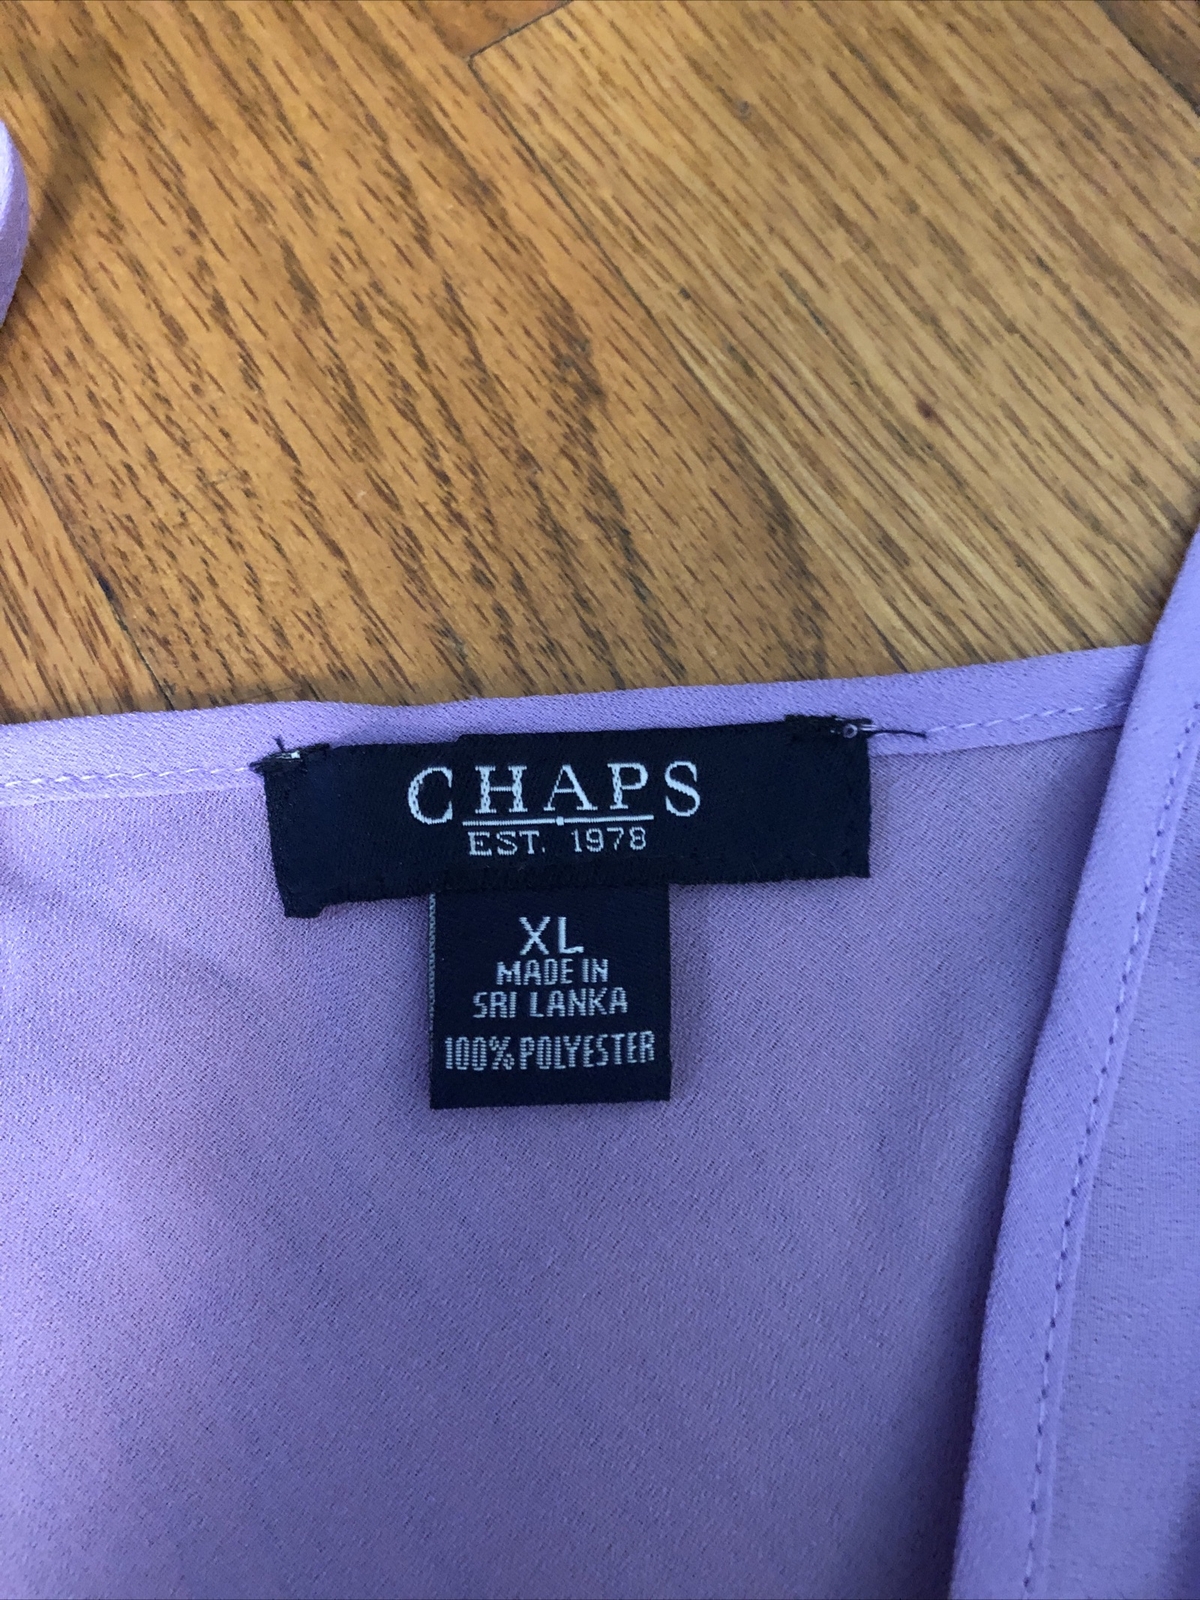 CHAPS
EST. 1978
XL
MADE IN
SRI LANKA
100% POLYESTER